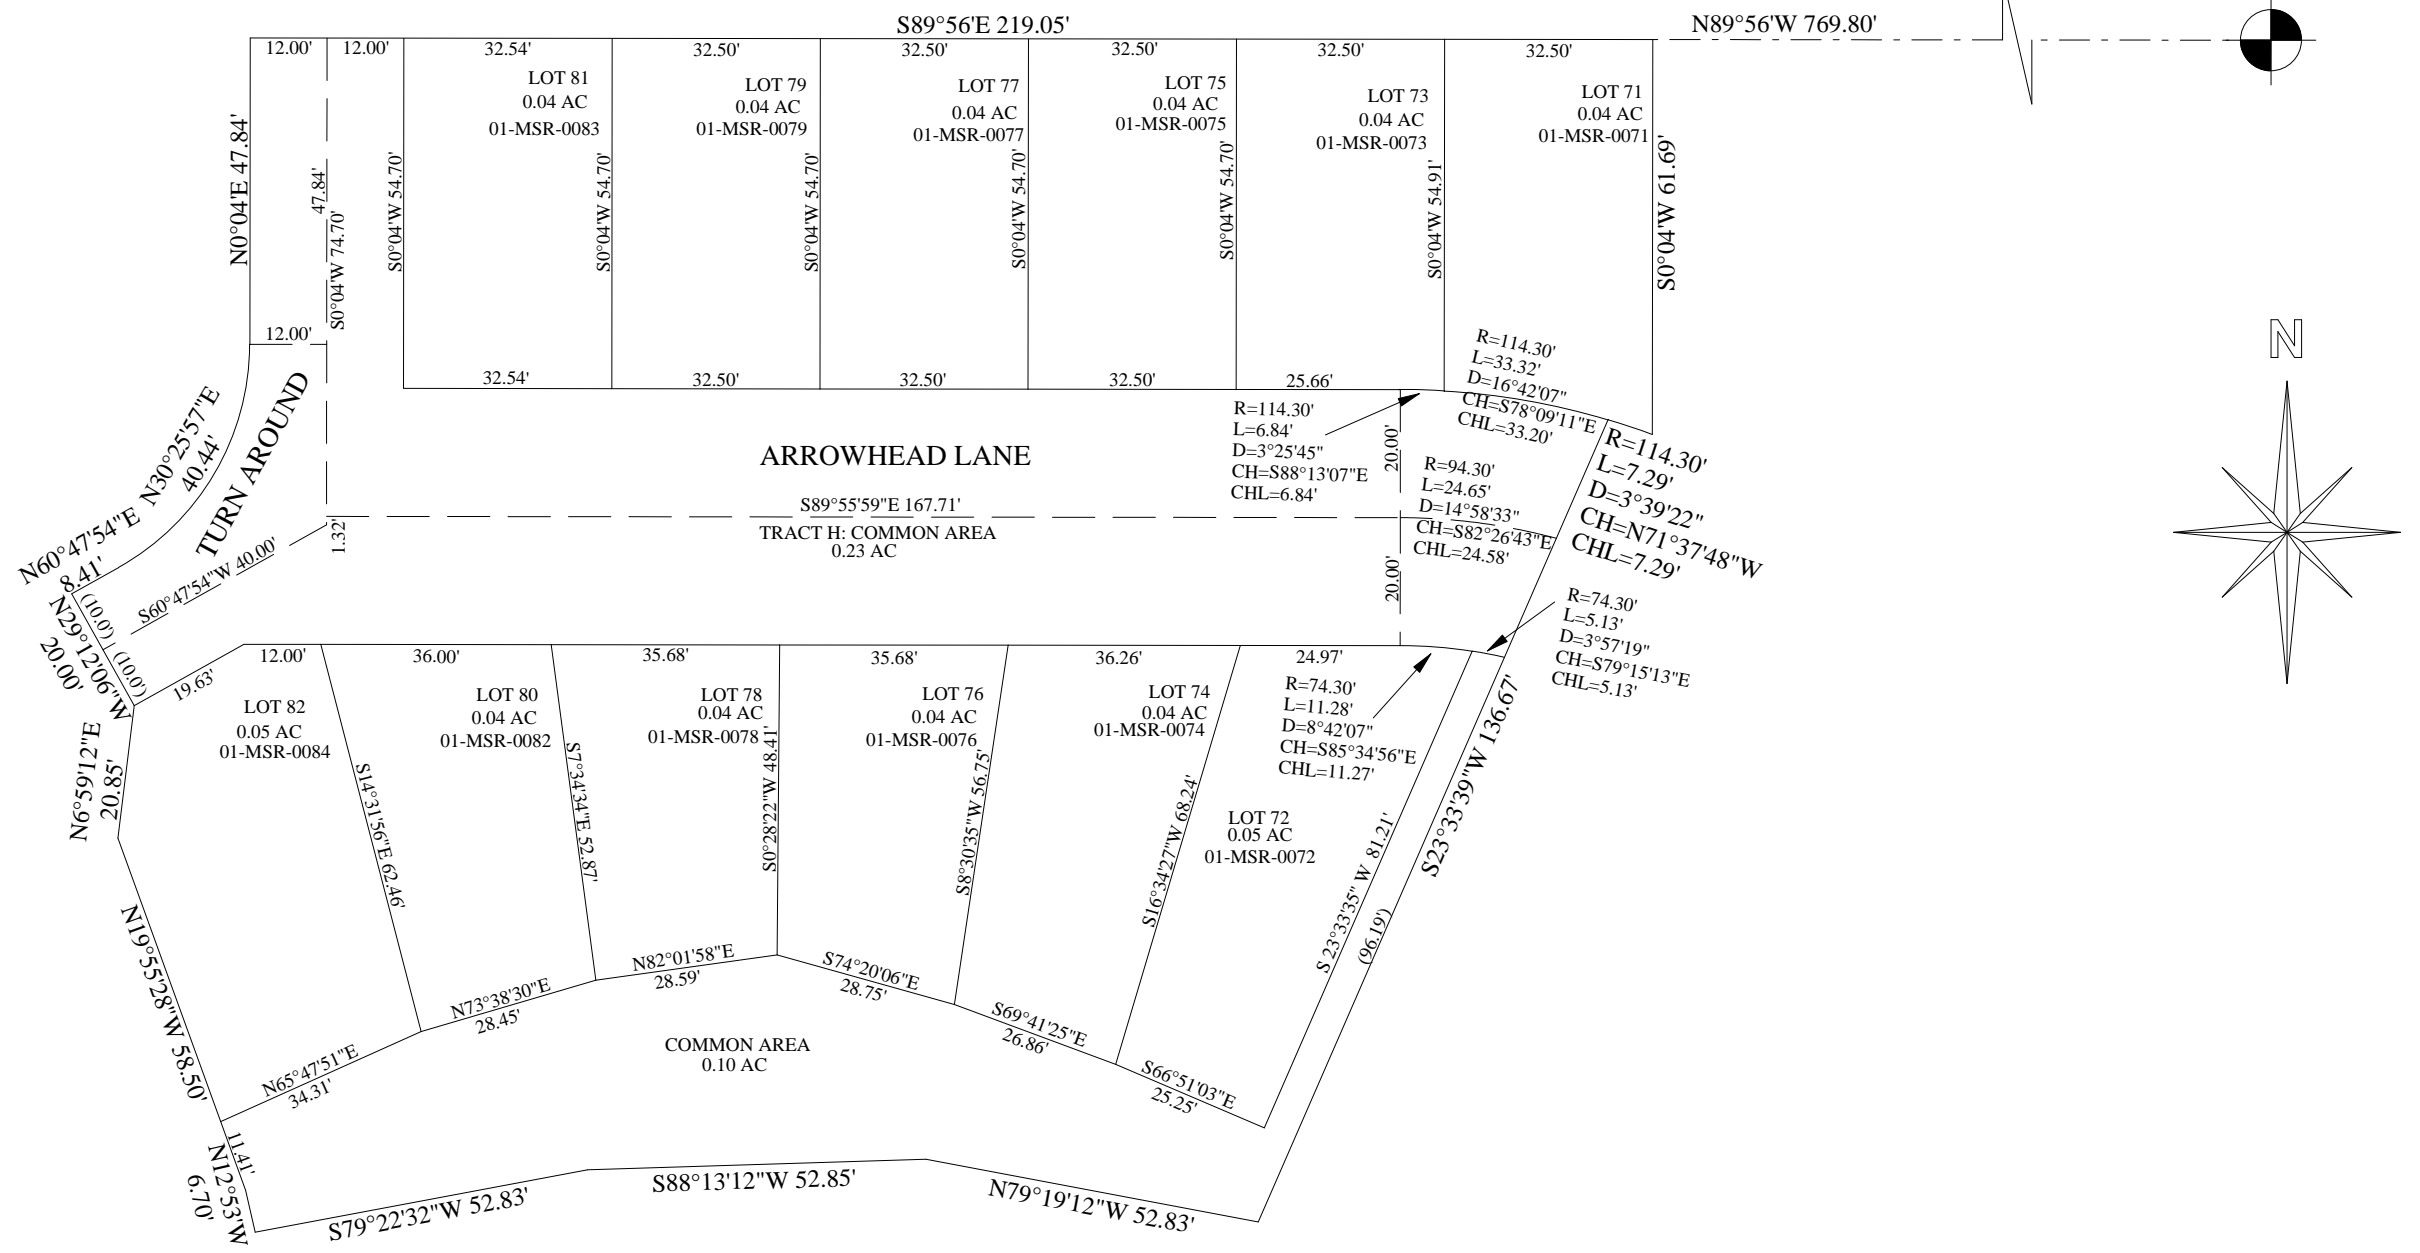 S89°56'E 219.05'
N89°56'W 769.80'
12.00'
12.00'
32.54'
32.50'
32.50'
32.50'
32.50'
32.50'
LOT 81
0.04 AC
01-MSR-0083
LOT 79
0.04 AC
01-MSR-0079
LOT 77
0.04 AC
01-MSR-0077
LOT 75
0.04 AC
01-MSR-0075
LOT 73
0.04 AC
01-MSR-0073
LOT 71
0.04 AC
01-MSR-0071
N0°04'E 47.84'
47.84'
S0°04'W 74.70'
S0°04'W 54.70'
S0°04'W 54.70'
S0°04'W 54.70'
S0°04'W 54.70'
S0°04'W 54.70'
S0°04'W 54.91'
S0°04'W 61.69'
N
12.00'
32.54'
32.50'
32.50'
32.50'
25.66'
R=114.30'
L=33.32'
D=16°42'07"
CH=S78°09'11"E
CHL=33.20'
R=114.30'
L=6.84'
D=3°25'45"
CH=S88°13'07"E
CHL=6.84'
20.00'
R=94.30'
L=24.65'
D=14°58'33"
CH=S82°26'43"E
CHL=24.58'
R=114.30'
L=7.29'
D=3°39'22"
CH=N71°37'48"W
CHL=7.29'
N30°25'57"E
40.44'
TURN AROUND
ARROWHEAD LANE
S89°55'59"E 167.71'
TRACT H: COMMON AREA
0.23 AC
1.32'
20.00'
N60°47'54"E
8.41'
S60°47'54"W 40.00'
(10.0')
(10.0')
N29°12'06"W
20.00'
19.63'
12.00'
36.00'
35.68'
35.68'
36.26'
24.97'
R=74.30'
L=5.13'
D=3°57'19"
CH=S79°15'13"E
CHL=5.13'
R=74.30'
L=11.28'
D=8°42'07"
CH=S85°34'56"E
CHL=11.27'
LOT 82
0.05 AC
01-MSR-0084
LOT 80
0.04 AC
01-MSR-0082
LOT 78
0.04 AC
01-MSR-0078
LOT 76
0.04 AC
01-MSR-0076
LOT 74
0.04 AC
01-MSR-0074
LOT 72
0.05 AC
01-MSR-0072
N6°59'12"E
20.85'
S14°31'56"E 62.46'
S7°34'34"E 52.87'
S0°28'22"W 48.41'
S8°30'35"W 56.75'
S16°34'27"W 68.24'
S 23°33'35" W 81.21'
(96.19')
S23°33'39"W 136.67'
N19°55'28"W 58.50'
N65°47'51"E
34.31'
N73°38'30"E
28.45'
N82°01'58"E
28.59'
S74°20'06"E
28.75'
S69°41'25"E
26.86'
S66°51'03"E
25.25'
COMMON AREA
0.10 AC
11.41'
N12°53'W
6.70'
S79°22'32"W 52.83'
S88°13'12"W 52.85'
N79°19'12"W 52.83'